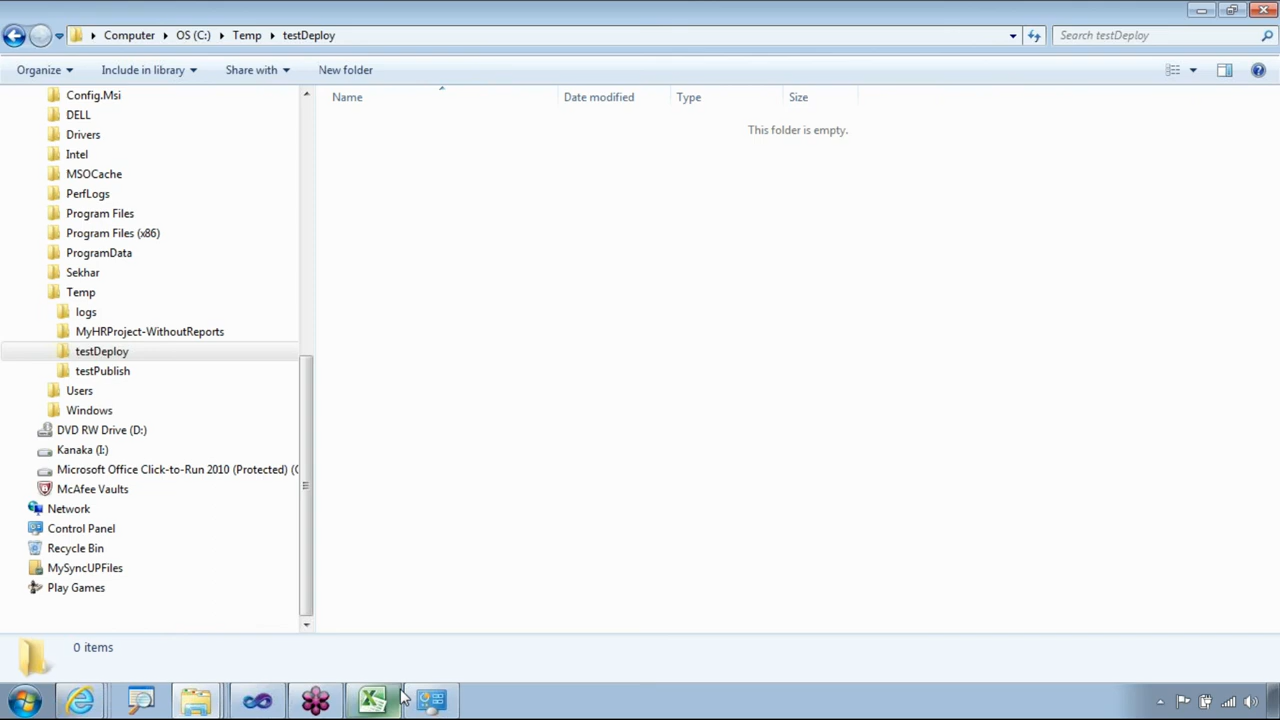 Computer OS (C:) Temp testDeploy
Search testDeploy
Organize Include in library Share with New folder
Name Date modified Type Size
This folder is empty.
Config.Msi
DELL
Drivers
Intel
MSOCache
PerfLogs
Program Files
Program Files (x86)
ProgramData
Sekhar
Temp
logs
MyHRProject-WithoutReports
testDeploy
testPublish
Users
Windows
DVD RW Drive (D:)
Kanaka (I:)
Microsoft Office Click-to-Run 2010 (Protected) (
McAfee Vaults
Network
Control Panel
Recycle Bin
MySyncUPFiles
Play Games
0 items